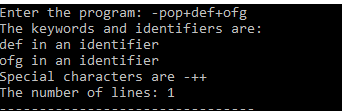 Enter the program: -pop+def+ofg
The keywords and identifiers are:
def in an identifier
ofg in an identifier
Special characters are -++
The number of lines: 1
--------------------------------